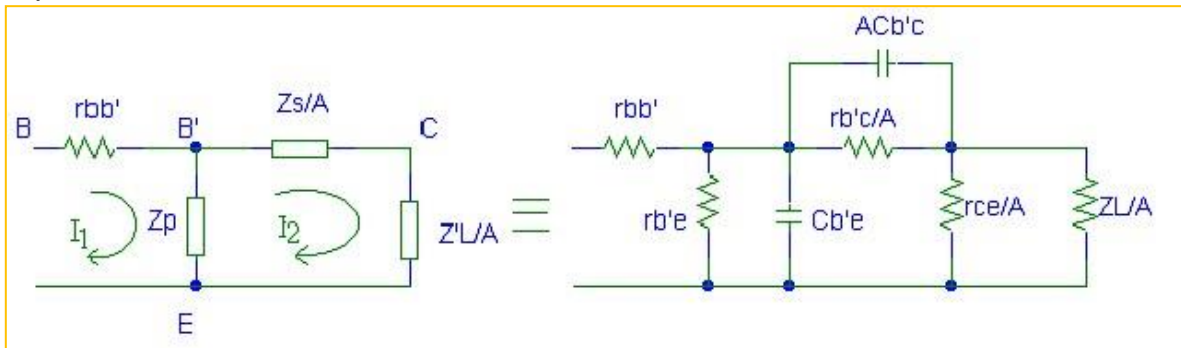 rbb'
Zs/A
B
B'
C
I1
Zp
I2
Z'L/A
E
ACb'c
rbb'
rb'c/A
rb'e
Cb'e
rce/A
ZL/A